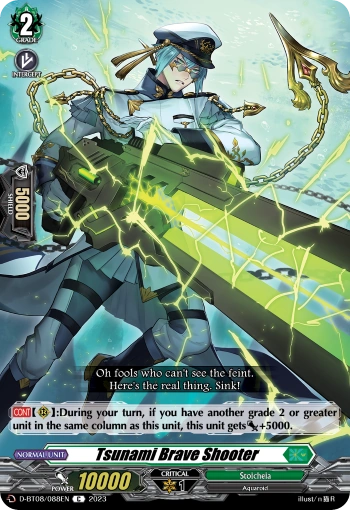 2
GRADE
INTERCEPT
5000
SHIELD
Oh fools who can't see the feint.
Here's the real thing. Sink!
CONT [R]:During your turn, if you have another grade 2 or greater
unit in the same column as this unit, this unit gets +5000.
NORMAL UNIT
Tsunami Brave Shooter
POWER 10000
CRITICAL
1
Stoicheia
Aquaroid
D-BT08/088EN C 2023
illust/n猫R